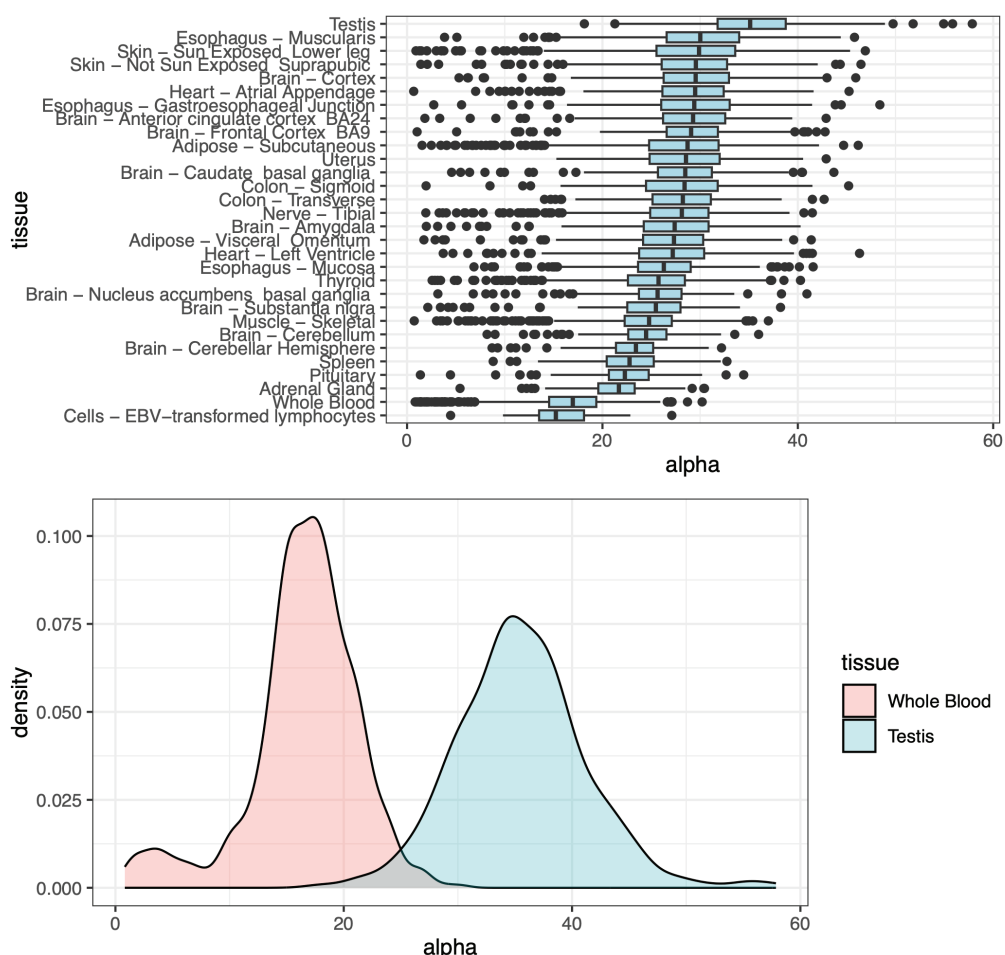 Testis
Esophagus – Muscularis
Skin – Sun Exposed  Lower leg
Skin – Not Sun Exposed  Suprapubic
Brain – Cortex
Heart – Atrial Appendage
Esophagus – Gastroesophageal Junction
Brain – Anterior cingulate cortex  BA24
Brain – Frontal Cortex  BA9
Adipose – Subcutaneous
Uterus
Brain – Caudate  basal ganglia
Colon – Sigmoid
Colon – Transverse
Nerve – Tibial
Brain – Amygdala
Adipose – Visceral  Omentum
Heart – Left Ventricle
Esophagus – Mucosa
Thyroid
Brain – Nucleus accumbens  basal ganglia
Brain – Substantia nigra
Muscle – Skeletal
Brain – Cerebellum
Brain – Cerebellar Hemisphere
Spleen
Pituitary
Adrenal Gland
Whole Blood
Cells – EBV–transformed lymphocytes
tissue
0 20 40 60
alpha
0.100
0.075
0.050
0.025
0.000
density
0 20 40 60
alpha
tissue
Whole Blood
Testis